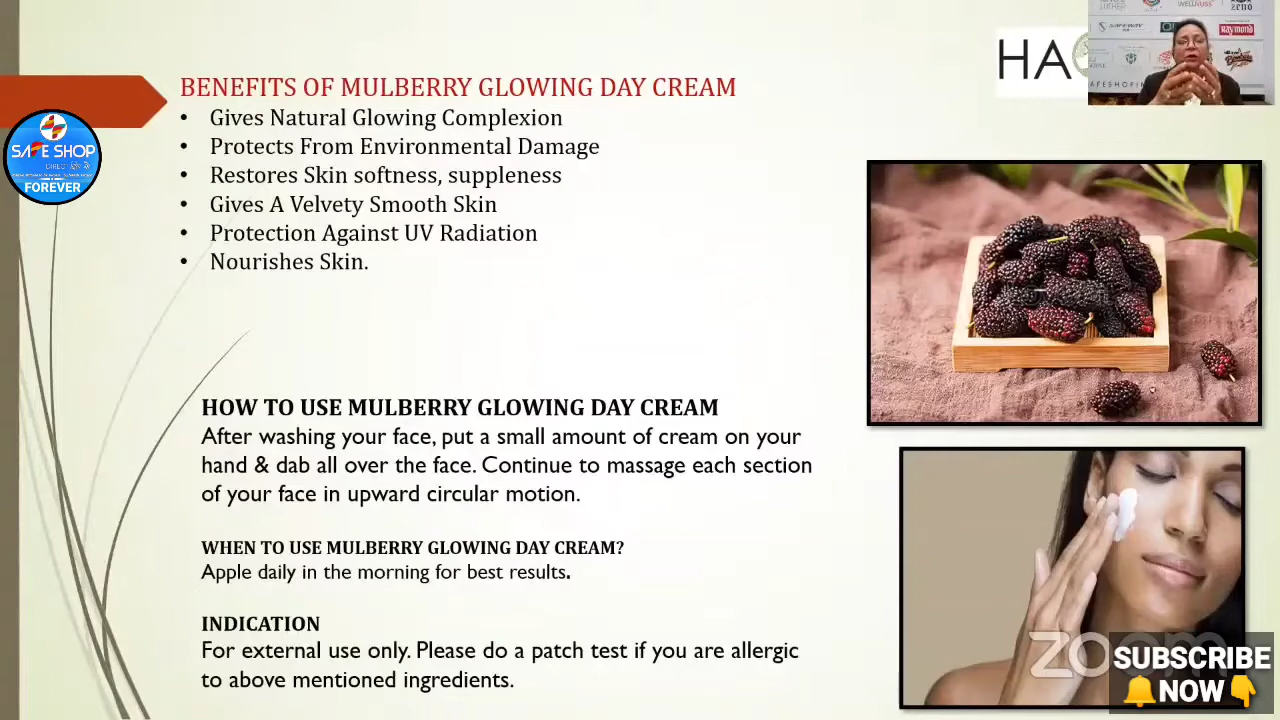 BENEFITS OF MULBERRY GLOWING DAY CREAM
• Gives Natural Glowing Complexion
• Protects From Environmental Damage
• Restores Skin softness, suppleness
• Gives A Velvety Smooth Skin
• Protection Against UV Radiation
• Nourishes Skin.
HOW TO USE MULBERRY GLOWING DAY CREAM
After washing your face, put a small amount of cream on your
hand & dab all over the face. Continue to massage each section
of your face in upward circular motion.
WHEN TO USE MULBERRY GLOWING DAY CREAM?
Apple daily in the morning for best results.
INDICATION
For external use only. Please do a patch test if you are allergic
to above mentioned ingredients.
SAFE SHOP
FOREVER
HA
Raymond
zoom
SUBSCRIBE
🔔NOW👇